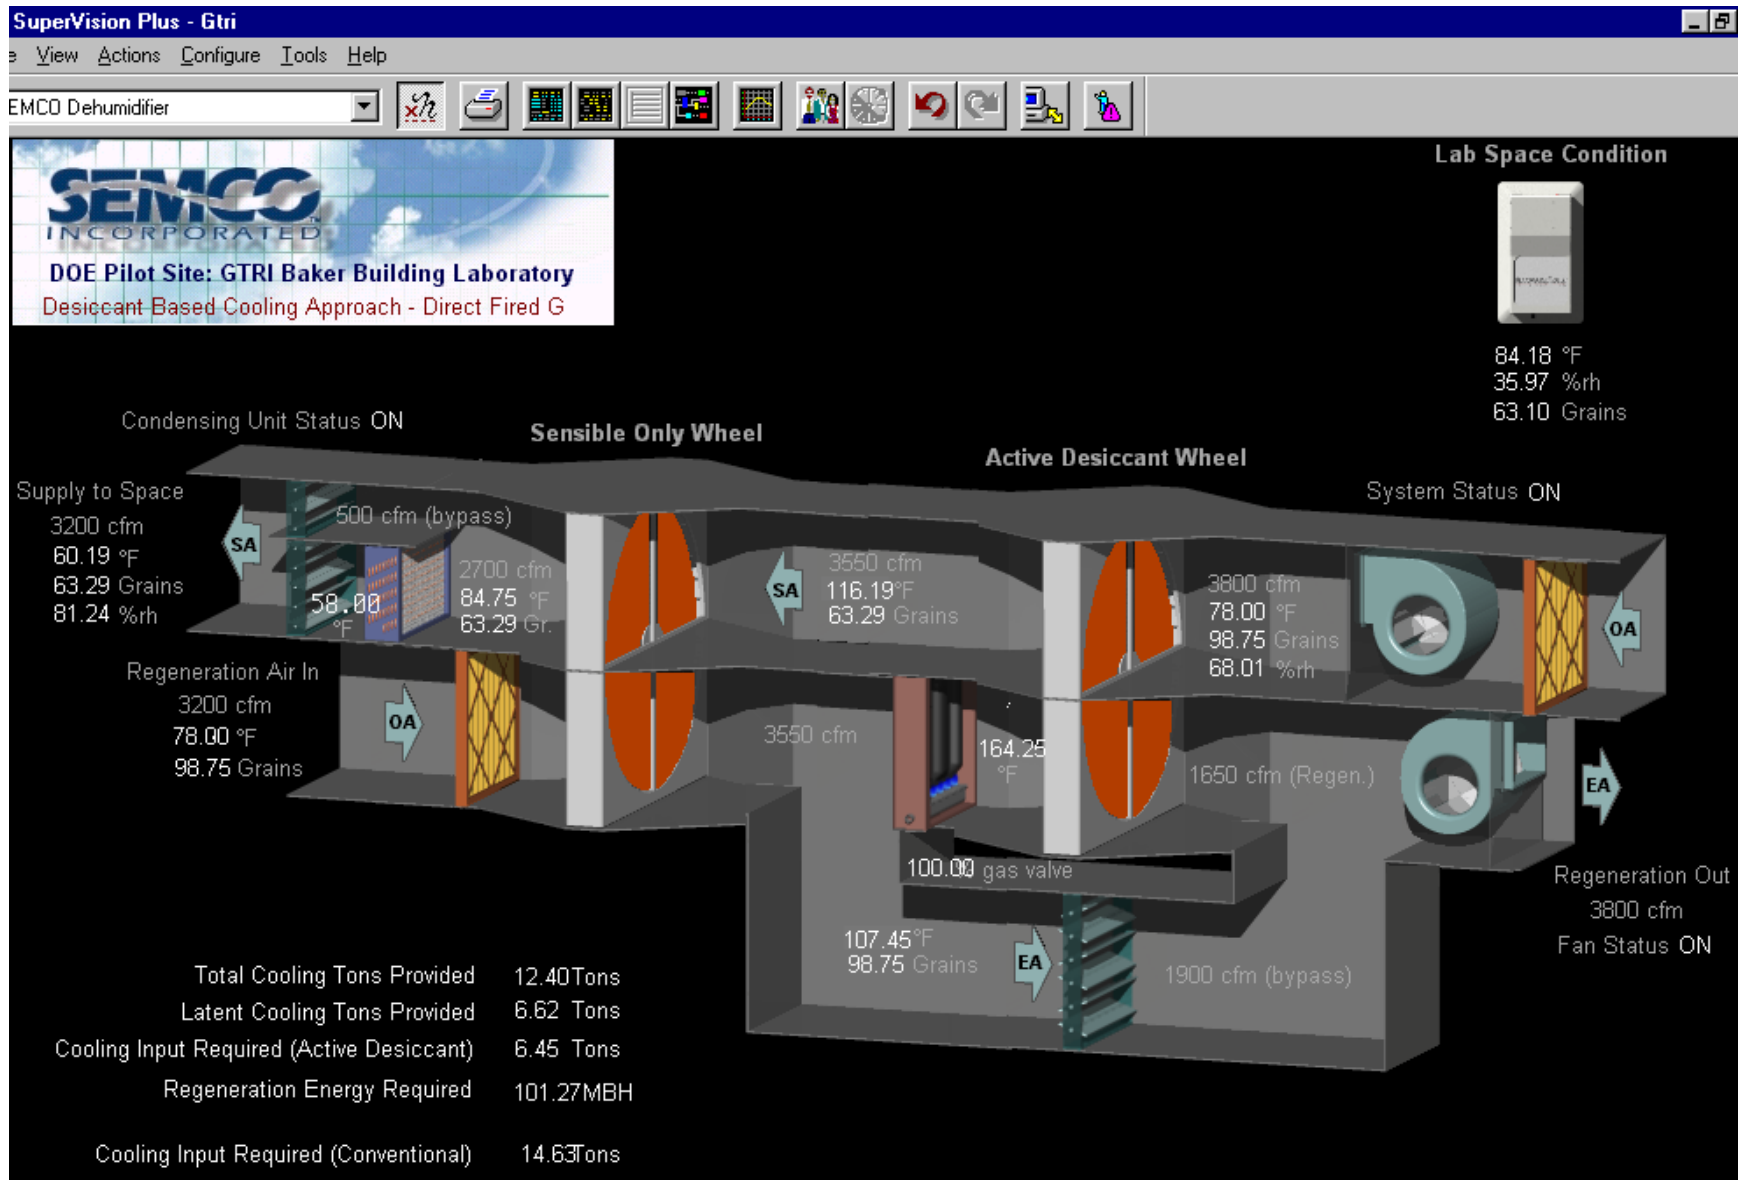 SuperVision Plus - Gtri
e View Actions Configure Tools Help
EMCO Dehumidifier
SEMCO
INCORPORATED
DOE Pilot Site: GTRI Baker Building Laboratory
Desiccant Based Cooling Approach - Direct Fired G
Lab Space Condition
84.18 °F
35.97 %rh
63.10 Grains
Condensing Unit Status ON
Sensible Only Wheel
Active Desiccant Wheel
System Status ON
Supply to Space
3200 cfm
60.19 °F
63.29 Grains
81.24 %rh
SA
500 cfm (bypass)
58.00
°F
2700 cfm
84.75 °F
63.29 Gr.
SA
3550 cfm
116.19°F
63.29 Grains
3800 cfm
78.00 °F
98.75 Grains
68.01 %rh
OA
Regeneration Air In
3200 cfm
78.00 °F
98.75 Grains
OA
3550 cfm
164.25
°F
1650 cfm (Regen.)
EA
100.00 % gas valve
Regeneration Out
3800 cfm
Fan Status ON
107.45°F
98.75 Grains
EA
1900 cfm (bypass)
Total Cooling Tons Provided 12.40Tons
Latent Cooling Tons Provided 6.62 Tons
Cooling Input Required (Active Desiccant) 6.45 Tons
Regeneration Energy Required 101.27MBH
Cooling Input Required (Conventional) 14.63Tons